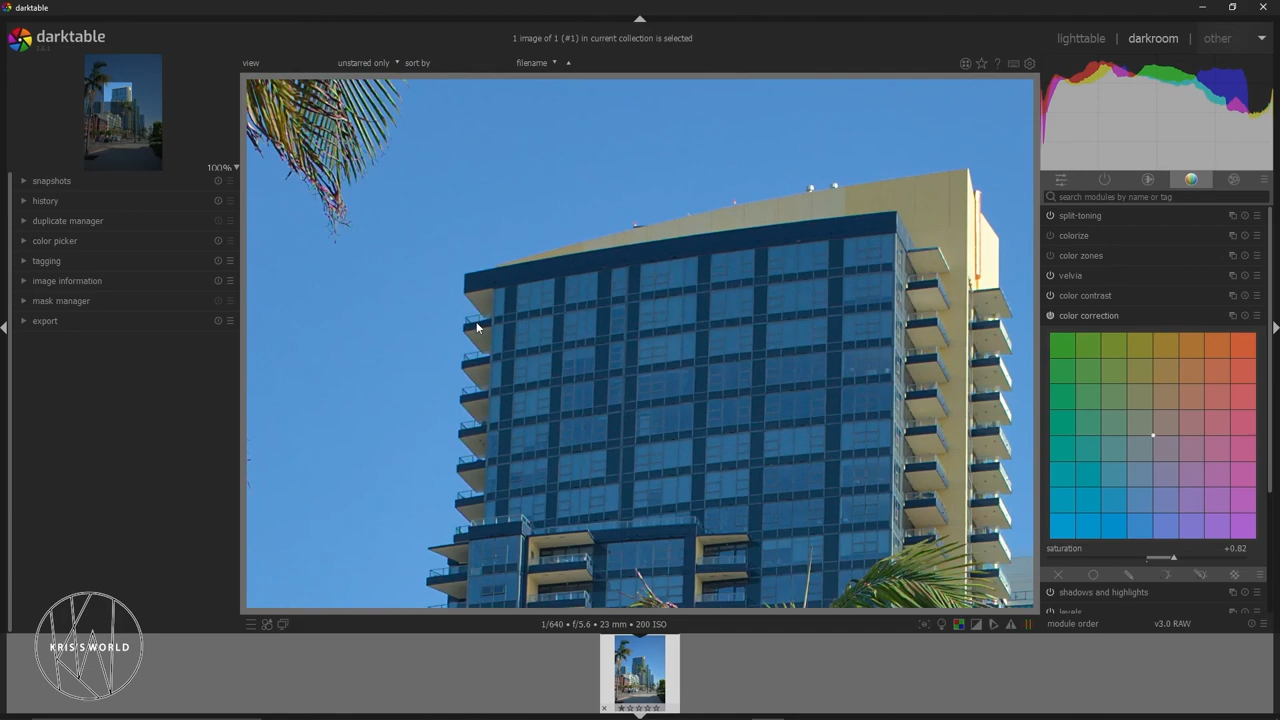 darktable
darktable
3.8.1
1 image of 1 (#1) in current collection is selected
lighttable | darkroom | other
view unstarred only sort by filename
100%
snapshots
history
duplicate manager
color picker
tagging
image information
mask manager
export
search modules by name or tag
split-toning
colorize
color zones
velvia
color contrast
color correction
saturation +0.82
shadows and highlights
levels
module order v3.0 RAW
1/640 • f/5.6 • 23 mm • 200 ISO
KRIS'S WORLD